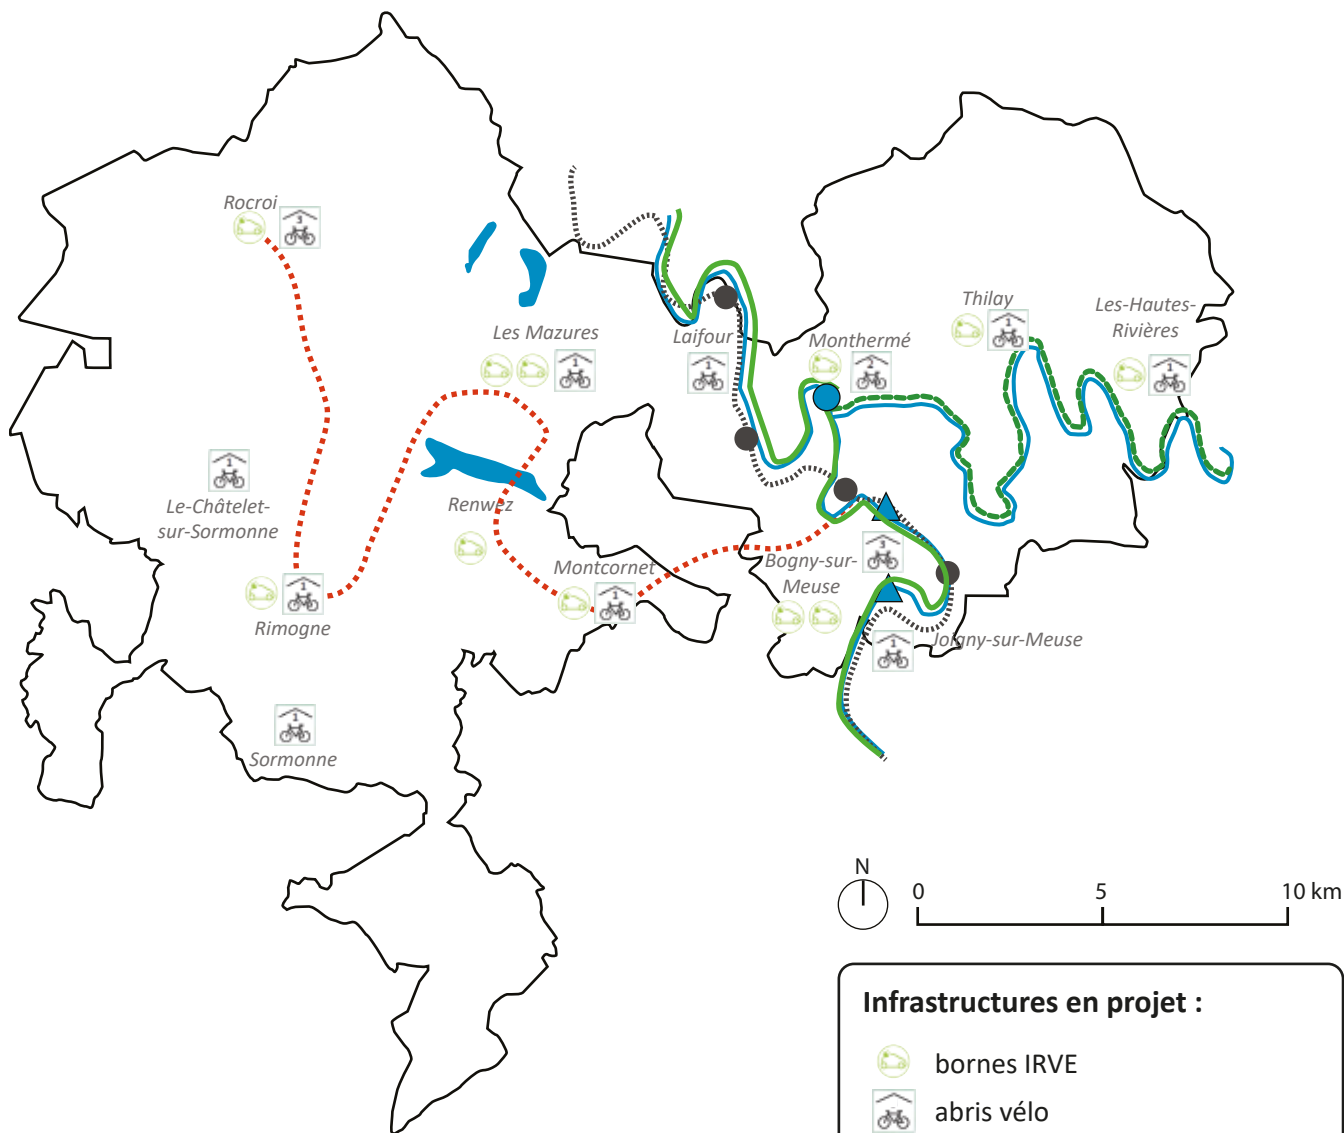 Rocroi
3
Les Mazures
1
Laifour
1
Monthermé
2
Thilay
1
Les-Hautes-
Rivières
1
1
Le-Châtelet-
sur-Sormonne
Renwez
Montcornet
1
3
Bogny-sur-
Meuse
1
Rimogne
1
Joigny-sur-Meuse
1
Sormonne
N
0 5 10 km
Infrastructures en projet :
bornes IRVE
abris vélo